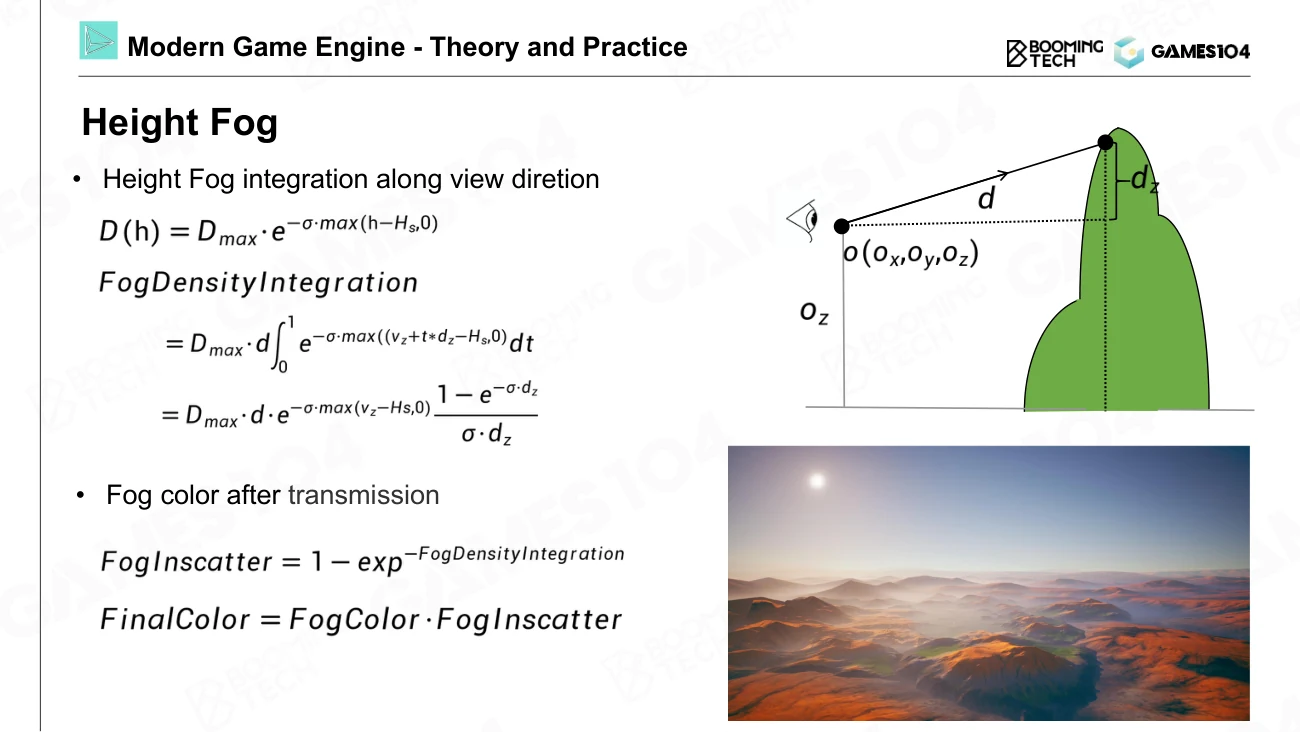 Modern Game Engine - Theory and Practice
BOOMING
TECH
GAMES104
Height Fog
• Height Fog integration along view diretion
D(h) = D_max · e^{−σ·max(h−H_s,0)}
FogDensityIntegration
= D_max · d ∫_0^1 e^{−σ·max((v_z+t*d_z−H_s,0)} dt
= D_max · d · e^{−σ·max(v_z−Hs,0)} \frac{1 − e^{−σ·d_z}}{σ · d_z}
• Fog color after transmission
FogInscatter = 1 − exp^{−FogDensityIntegration}
FinalColor = FogColor · FogInscatter
d_z
d
o(o_x,o_y,o_z)
o_z